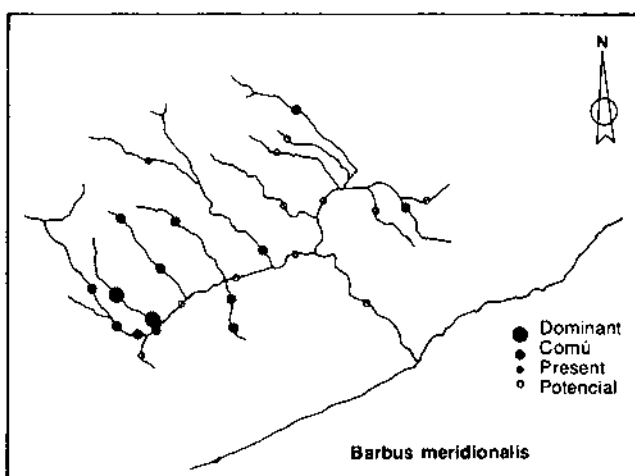 N
Dominant
Comú
Present
Potencial
Barbus meridionalis